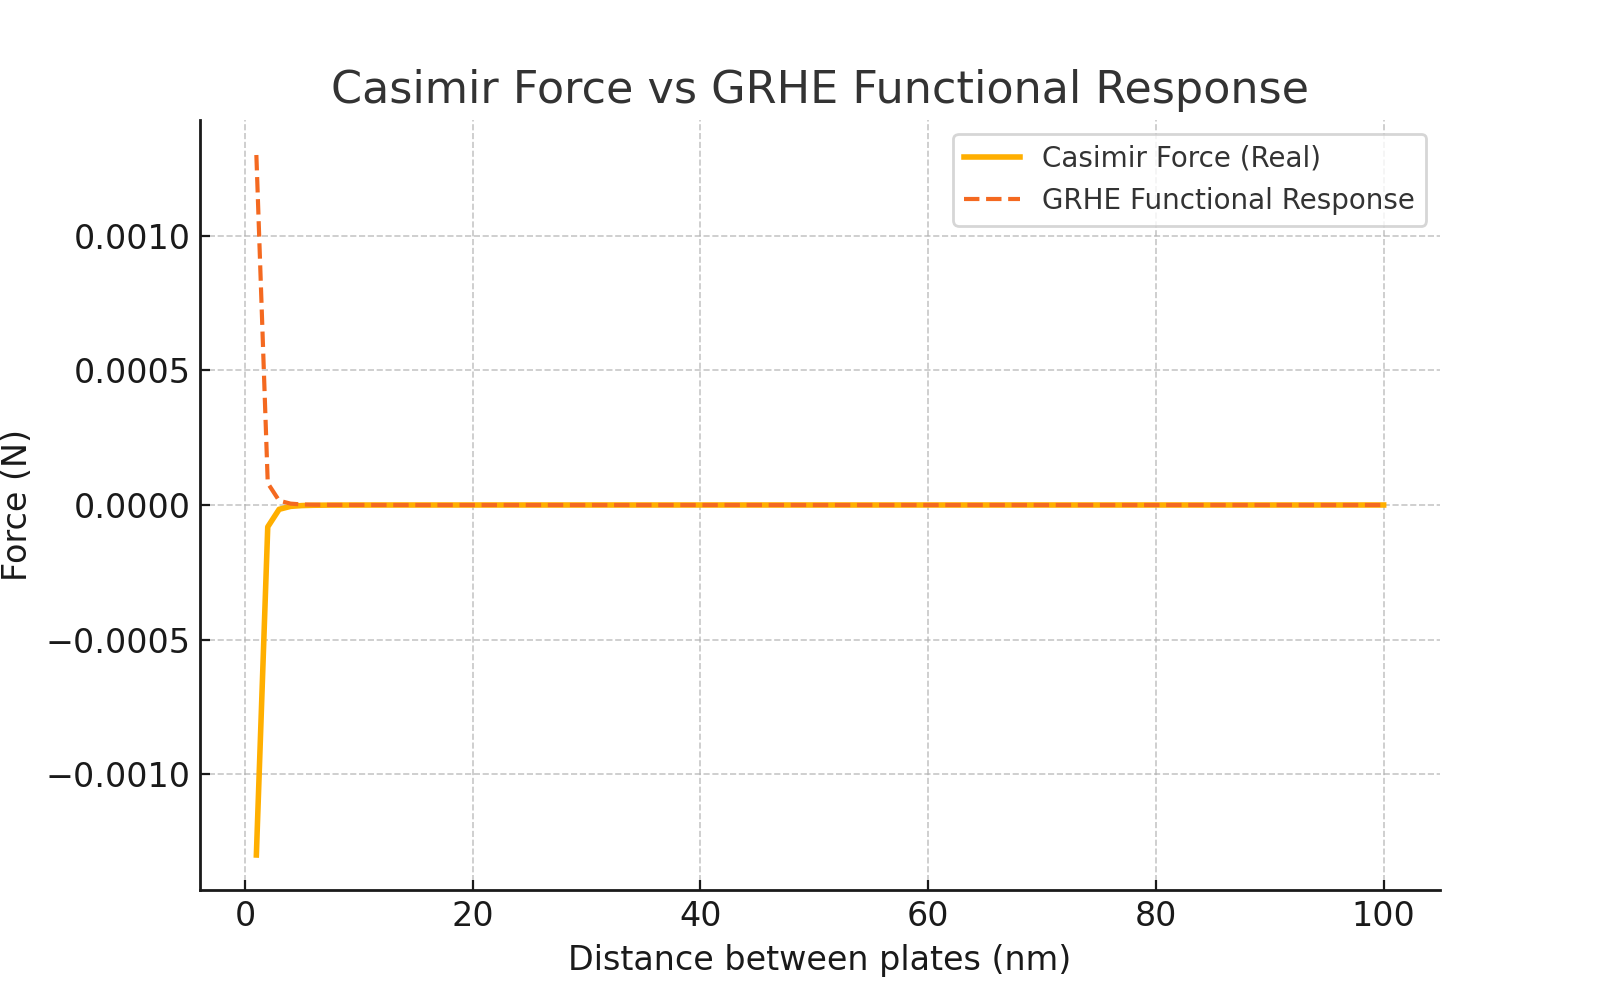 Casimir Force vs GRHE Functional Response
Casimir Force (Real)
GRHE Functional Response
0.0010
0.0005
0.0000
−0.0005
−0.0010
Force (N)
0 20 40 60 80 100
Distance between plates (nm)